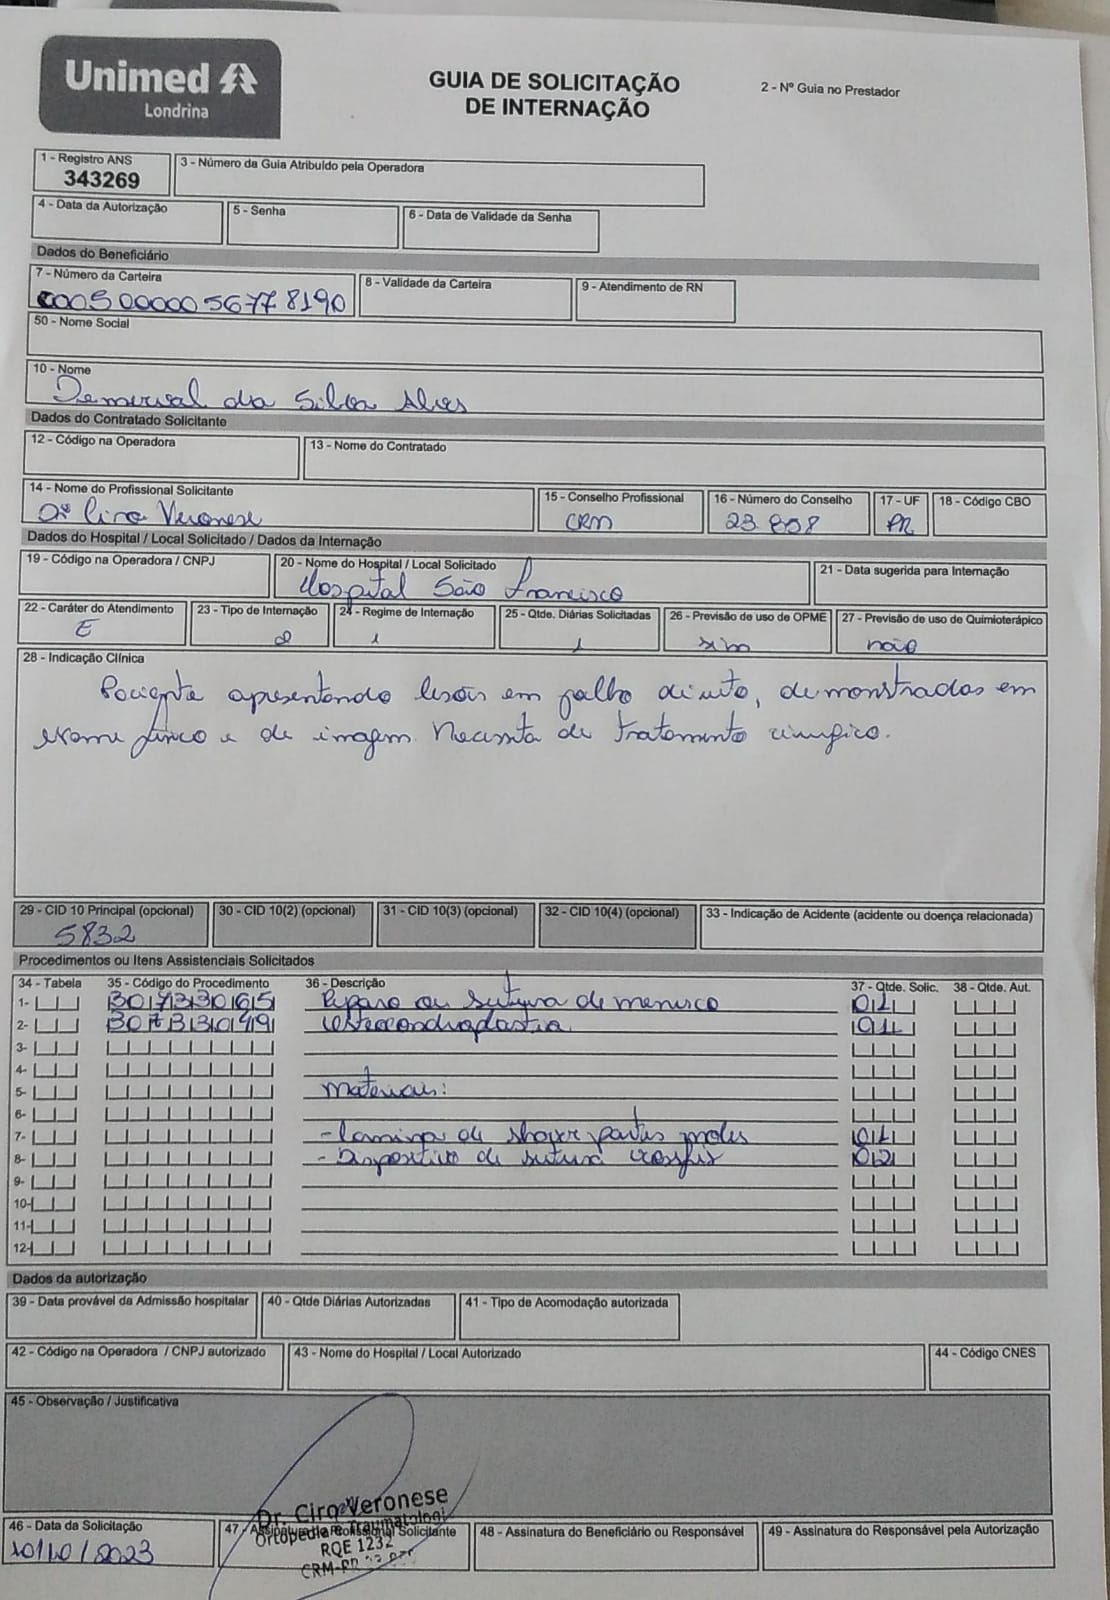 Unimed
Londrina
GUIA DE SOLICITAÇÃO
DE INTERNAÇÃO
2 - Nº Guia no Prestador
1 - Registro ANS
343269
3 - Número da Guia Atribuído pela Operadora
4 - Data da Autorização
5 - Senha
6 - Data de Validade da Senha
Dados do Beneficiário
7 - Número da Carteira
00050000056778190
8 - Validade da Carteira
9 - Atendimento de RN
50 - Nome Social
10 - Nome
Demerval da Silva Alves
Dados do Contratado Solicitante
12 - Código na Operadora
13 - Nome do Contratado
14 - Nome do Profissional Solicitante
Dr Ciro Veronese
15 - Conselho Profissional
CRM
16 - Número do Conselho
23 808
17 - UF
PR
18 - Código CBO
Dados do Hospital / Local Solicitado / Dados da Internação
19 - Código na Operadora / CNPJ
20 - Nome do Hospital / Local Solicitado
Hospital São Francisco
21 - Data sugerida para Internação
22 - Caráter do Atendimento
E
23 - Tipo de Internação
2
24 - Regime de Internação
1
25 - Qtde. Diárias Solicitadas
1
26 - Previsão de uso de OPME
sim
27 - Previsão de uso de Quimioterápico
não
28 - Indicação Clínica
Paciente apresentando lesões em joelho direito, demonstradas em
exame físico e de imagem. Necessita de tratamento cirurgico.
29 - CID 10 Principal (opcional)
S832
30 - CID 10(2) (opcional)
31 - CID 10(3) (opcional)
32 - CID 10(4) (opcional)
33 - Indicação de Acidente (acidente ou doença relacionada)
Procedimentos ou Itens Assistenciais Solicitados
34 - Tabela 35 - Código do Procedimento 36 - Descrição 37 - Qtde. Solic. 38 - Qtde. Aut.
1- 30733065 Reparo ou sutura de menisco 01
2- 30733049 osteocondroplastia 01
3-
4-
5- Materiais:
6-
7- - Lamina de shaver partes moles 01
8- - Dispositivo de sutura crossfix 02
9-
10-
11-
12-
Dados da autorização
39 - Data provável da Admissão hospitalar
40 - Qtde Diárias Autorizadas
41 - Tipo de Acomodação autorizada
42 - Código na Operadora / CNPJ autorizado
43 - Nome do Hospital / Local Autorizado
44 - Código CNES
45 - Observação / Justificativa
46 - Data da Solicitação
10/10/2023
47 - Assinatura do Profissional Solicitante
Dr. Ciro Veronese
Ortopedia e Traumatologi
RQE 1232
CRM-PR
48 - Assinatura do Beneficiário ou Responsável
49 - Assinatura do Responsável pela Autorização